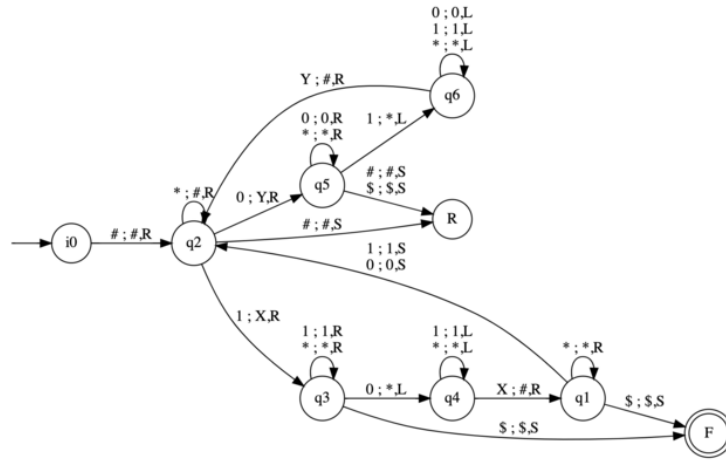 0 ; 0,L
1 ; 1,L
* ; *,L
Y ; #,R
q6
0 ; 0,R
* ; *,R
1 ; *,L
* ; #,R
q5
# ; #,S
$ ; $,S
0 ; Y,R
R
# ; #,S
i0
# ; #,R
q2
1 ; 1,S
0 ; 0,S
1 ; X,R
1 ; 1,R
* ; *,R
1 ; 1,L
* ; *,L
* ; *,R
q3
0 ; *,L
q4
X ; #,R
q1
$ ; $,S
$ ; $,S
F